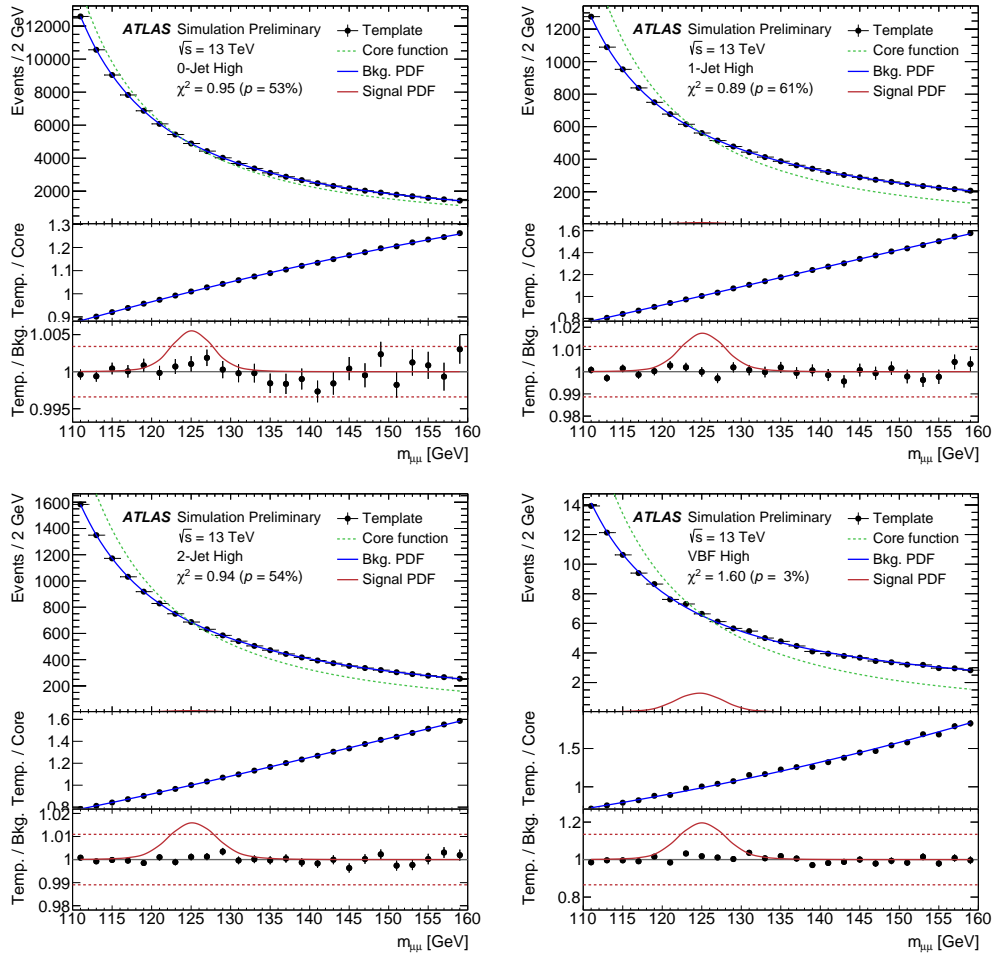 ATLAS Simulation Preliminary
√s = 13 TeV
0-Jet High
χ² = 0.95 (p = 53%)
Template
Core function
Bkg. PDF
Signal PDF
Events / 2 GeV
12000
10000
8000
6000
4000
2000
Temp. / Core
1.3
1.2
1.1
1
0.9
Temp. / Bkg.
1.005
1
0.995
110 115 120 125 130 135 140 145 150 155 160
mμμ [GeV]
ATLAS Simulation Preliminary
√s = 13 TeV
1-Jet High
χ² = 0.89 (p = 61%)
Template
Core function
Bkg. PDF
Signal PDF
Events / 2 GeV
1200
1000
800
600
400
200
Temp. / Core
1.6
1.4
1.2
1
0.8
Temp. / Bkg.
1.02
1.01
1
0.99
0.98
110 115 120 125 130 135 140 145 150 155 160
mμμ [GeV]
ATLAS Simulation Preliminary
√s = 13 TeV
2-Jet High
χ² = 0.94 (p = 54%)
Template
Core function
Bkg. PDF
Signal PDF
Events / 2 GeV
1600
1400
1200
1000
800
600
400
200
Temp. / Core
1.6
1.4
1.2
1
0.8
Temp. / Bkg.
1.02
1.01
1
0.99
0.98
110 115 120 125 130 135 140 145 150 155 160
mμμ [GeV]
ATLAS Simulation Preliminary
√s = 13 TeV
VBF High
χ² = 1.60 (p = 3%)
Template
Core function
Bkg. PDF
Signal PDF
Events / 2 GeV
14
12
10
8
6
4
2
Temp. / Core
1.5
1
Temp. / Bkg.
1.2
1
0.8
110 115 120 125 130 135 140 145 150 155 160
mμμ [GeV]